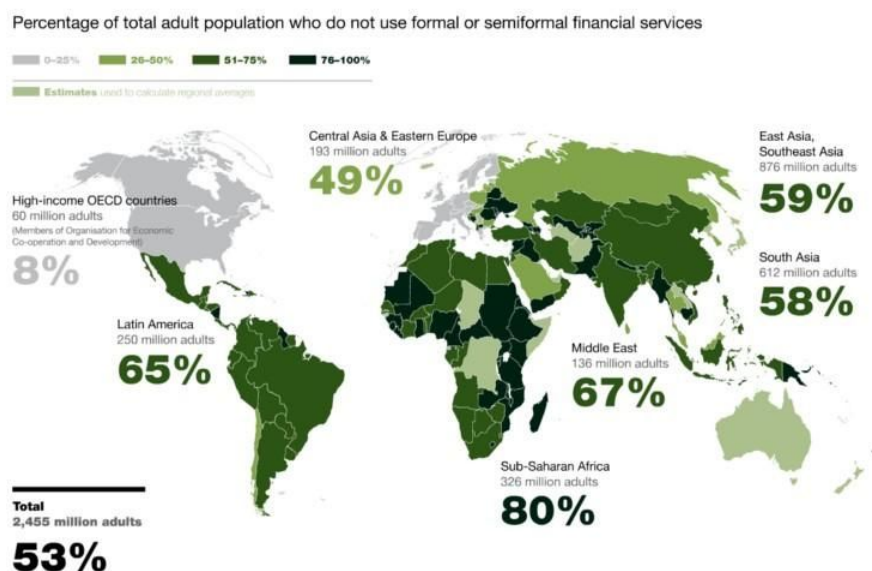 Percentage of total adult population who do not use formal or semiformal financial services
0–25% 26–50% 51–75% 76–100%
Estimates used to calculate regional averages
Central Asia & Eastern Europe
193 million adults
49%
East Asia,
Southeast Asia
876 million adults
59%
High-income OECD countries
60 million adults
(Members of Organisation for Economic
Co-operation and Development)
8%
South Asia
612 million adults
58%
Latin America
250 million adults
65%
Middle East
136 million adults
67%
Sub-Saharan Africa
326 million adults
80%
Total
2,455 million adults
53%